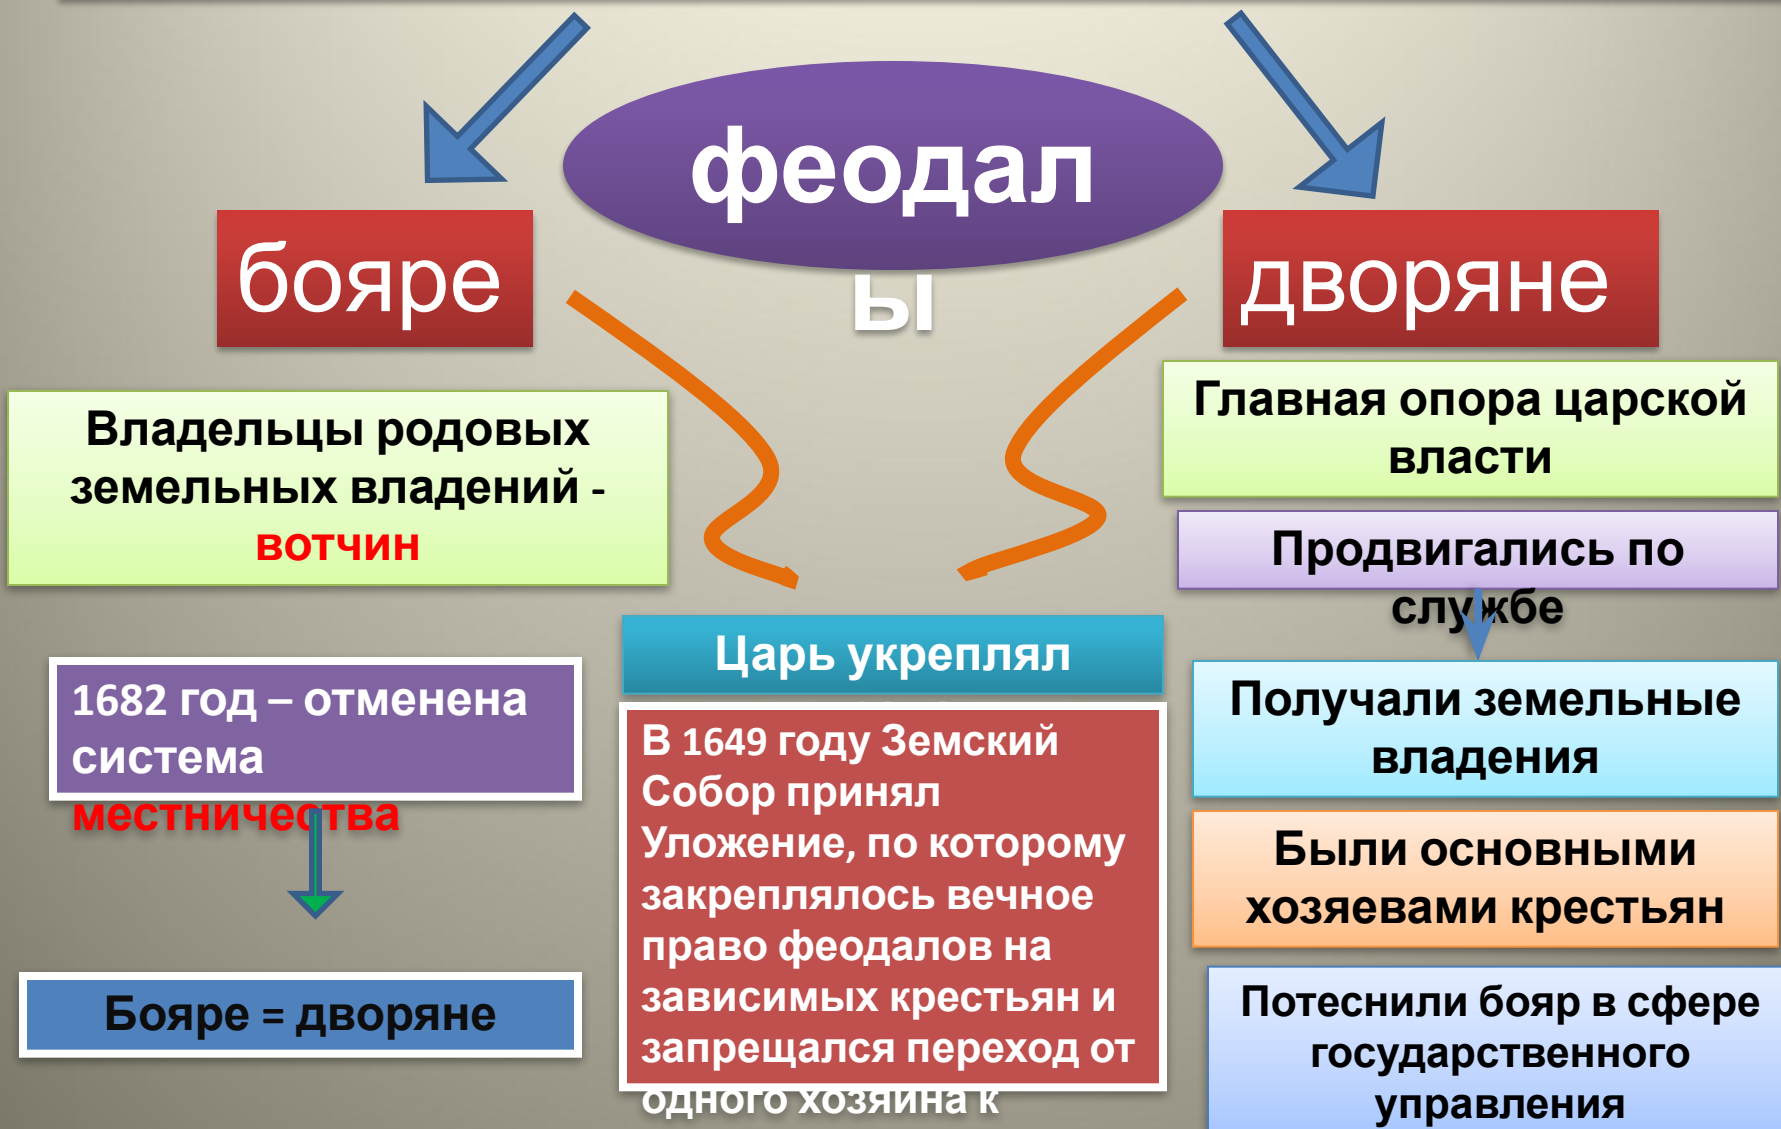 феодал
ы
бояре
дворяне
Владельцы родовых
земельных владений -
вотчин
1682 год – отменена
система
местничества
Бояре = дворяне
Царь укреплял
В 1649 году Земский
Собор принял
Уложение, по которому
закреплялось вечное
право феодалов на
зависимых крестьян и
запрещался переход от
одного хозяина к
Главная опора царской
власти
Продвигались по
службе
Получали земельные
владения
Были основными
хозяевами крестьян
Потеснили бояр в сфере
государственного
управления